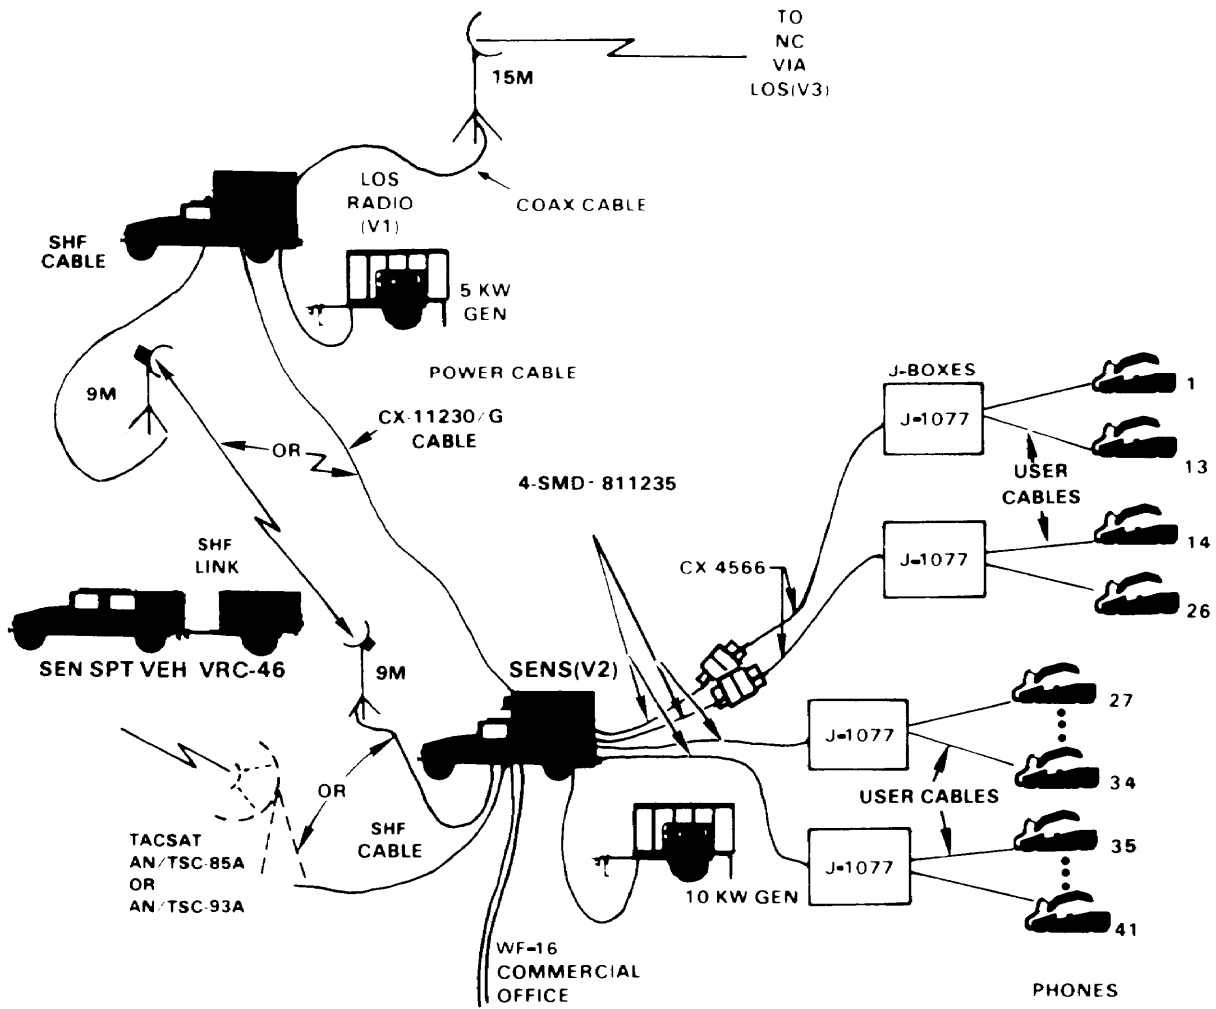 TO
NC
VIA
LOS(V3)
15M
LOS
RADIO
(V1)
COAX CABLE
SHF
CABLE
5 KW
GEN
POWER CABLE
9M
CX-11230/G
CABLE
OR
J-BOXES
J-1077
1
13
USER
CABLES
4-SMD-811235
J-1077
14
26
CX 4566
SHF
LINK
SEN SPT VEH VRC-46
9M
SENS(V2)
J-1077
27
34
USER CABLES
OR
SHF
CABLE
TACSAT
AN/TSC-85A
OR
AN/TSC-93A
10 KW GEN
J-1077
35
41
WF-16
COMMERCIAL
OFFICE
PHONES